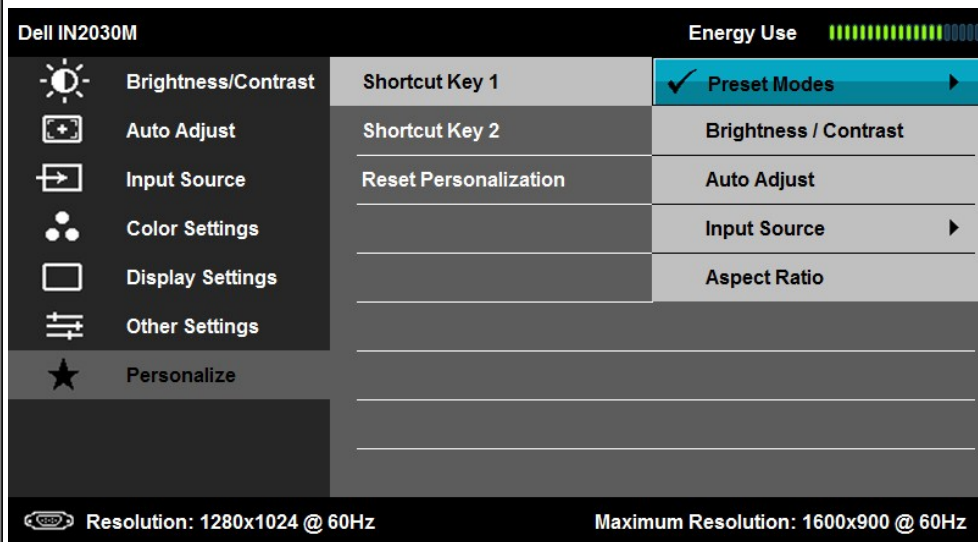 Dell IN2030M
Energy Use
Brightness/Contrast
Auto Adjust
Input Source
Color Settings
Display Settings
Other Settings
Personalize
Shortcut Key 1
Shortcut Key 2
Reset Personalization
Preset Modes
Brightness / Contrast
Auto Adjust
Input Source
Aspect Ratio
Resolution: 1280x1024 @ 60Hz
Maximum Resolution: 1600x900 @ 60Hz